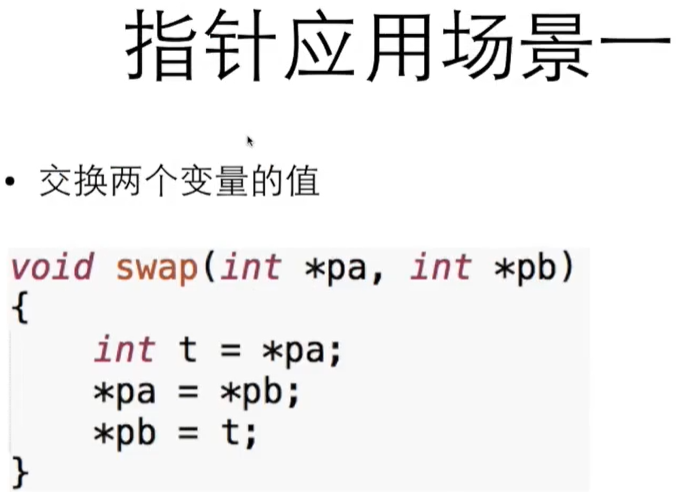 指针应用场景一
• 交换两个变量的值
void swap(int *pa, int *pb)
{
    int t = *pa;
    *pa = *pb;
    *pb = t;
}